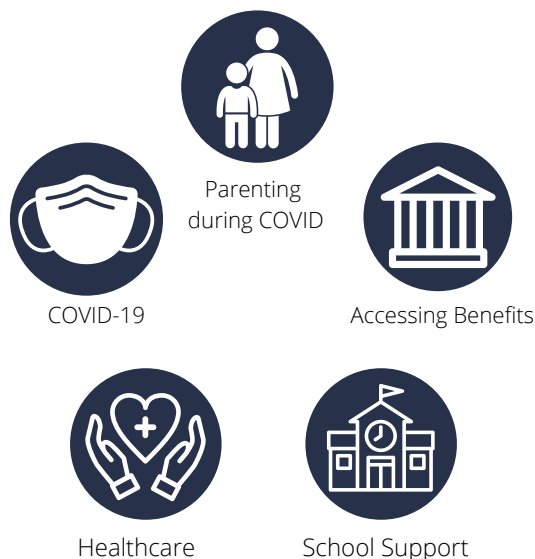 Parenting
during COVID
COVID-19
Accessing Benefits
Healthcare
School Support